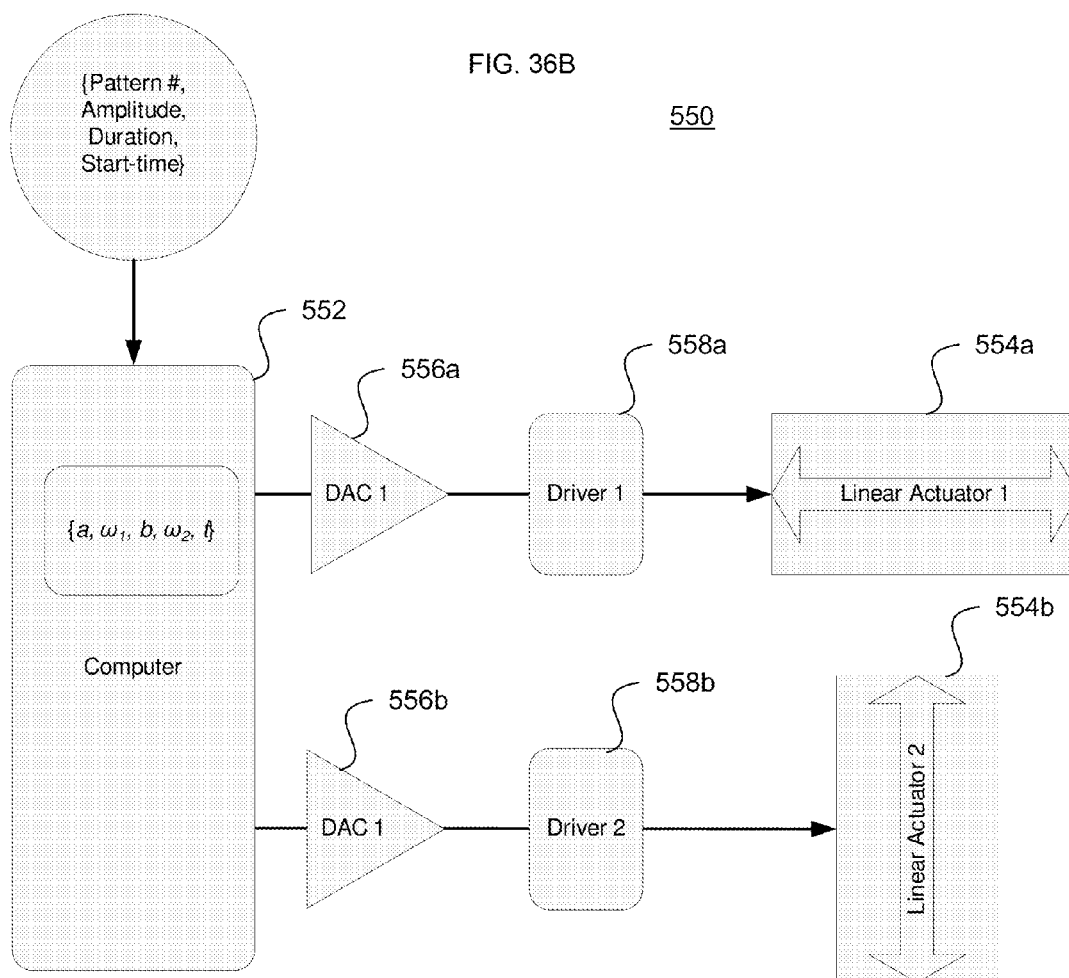 FIG. 36B
550
{Pattern #,
Amplitude,
Duration,
Start-time}
552
556a
558a
554a
{a, ω₁, b, ω₂, t}
DAC 1
Driver 1
Linear Actuator 1
Computer
554b
556b
558b
DAC 1
Driver 2
Linear Actuator 2